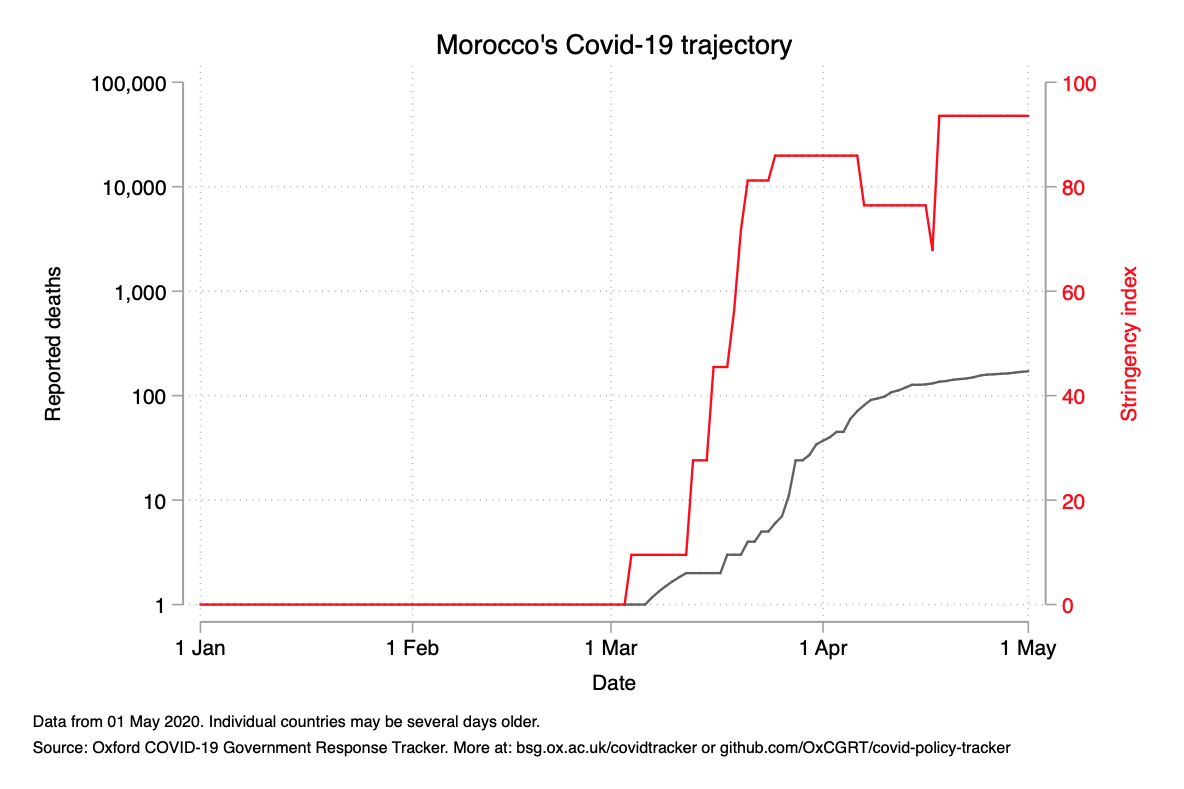 Morocco's Covid-19 trajectory
100,000
10,000
1,000
100
10
1
Reported deaths
100
80
60
40
20
0
Stringency index
1 Jan
1 Feb
1 Mar
1 Apr
1 May
Date
Data from 01 May 2020. Individual countries may be several days older.
Source: Oxford COVID-19 Government Response Tracker. More at: bsg.ox.ac.uk/covidtracker or github.com/OxCGRT/covid-policy-tracker